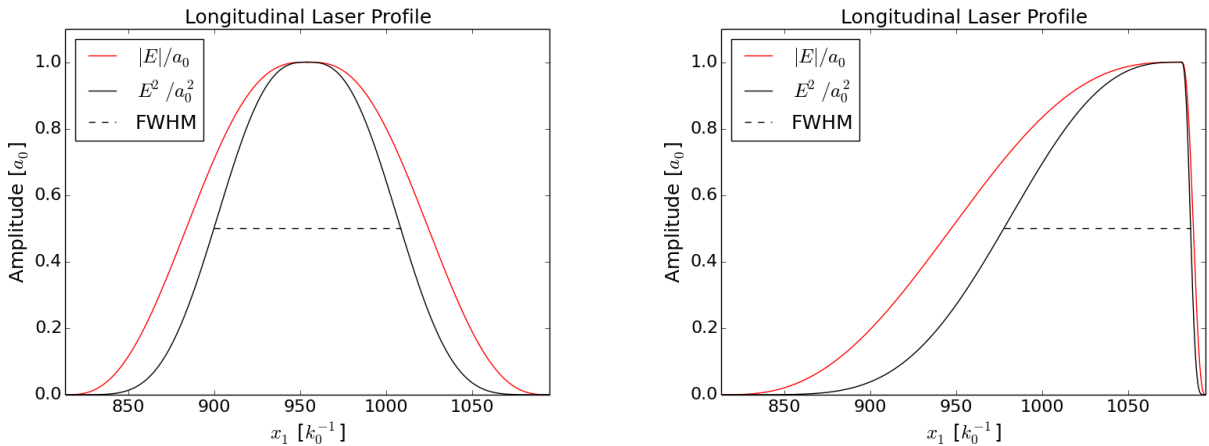 Longitudinal Laser Profile
|E|/a₀
E² /a₀²
FWHM
Amplitude [a₀]
1.0
0.8
0.6
0.4
0.2
0.0
850 900 950 1000 1050
x₁ [k₀⁻¹]
Longitudinal Laser Profile
|E|/a₀
E² /a₀²
FWHM
Amplitude [a₀]
1.0
0.8
0.6
0.4
0.2
0.0
850 900 950 1000 1050
x₁ [k₀⁻¹]